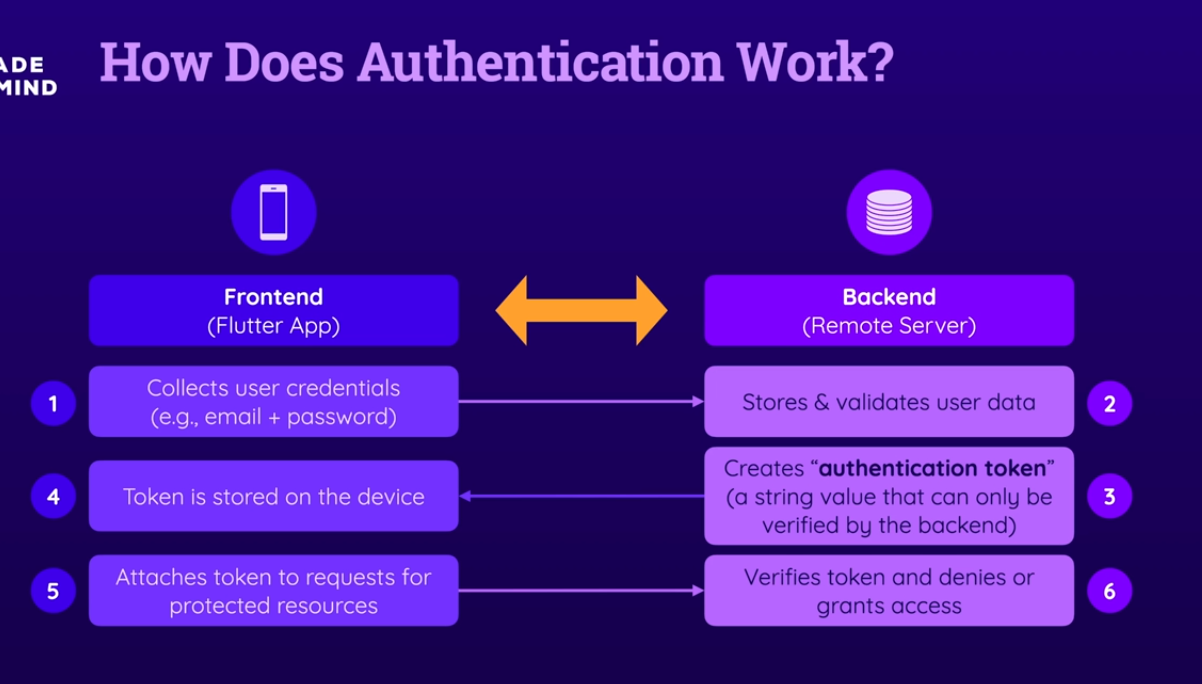 ADE
MIND
How Does Authentication Work?
Frontend
(Flutter App)
Backend
(Remote Server)
1
Collects user credentials
(e.g., email + password)
Stores & validates user data
2
4
Token is stored on the device
Creates “authentication token”
(a string value that can only be
verified by the backend)
3
5
Attaches token to requests for
protected resources
Verifies token and denies or
grants access
6